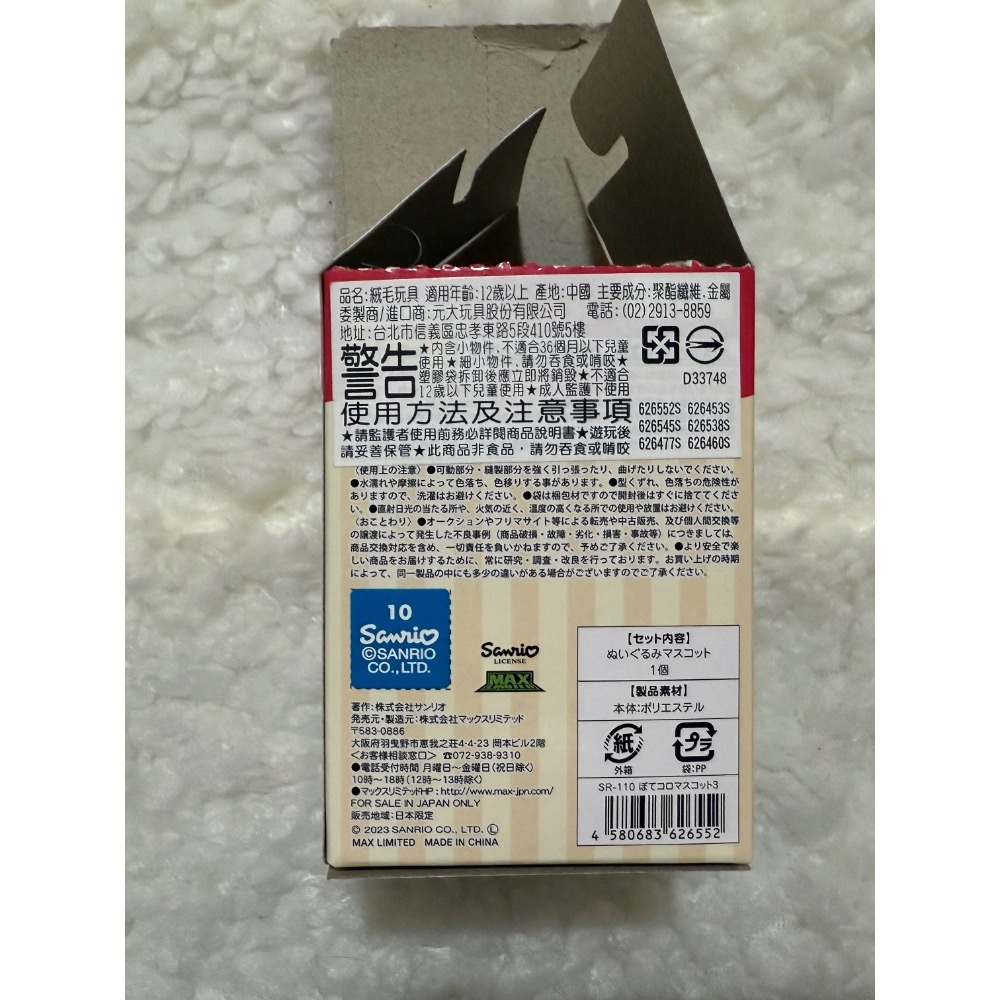 品名:絨毛玩具 適用年齡:12歲以上 產地:中國 主要成分:聚酯纖維.金屬
委製商/進口商:元大玩具股份有限公司 電話:(02)2913-8859
地址:台北市信義區忠孝東路5段410號5樓
警告
★內含小物件,不適合36個月以下兒童
使用★細小物件,請勿吞食或啃咬★
塑膠袋拆卸後應立即將銷毀★不適合
12歲以下兒童使用★成人監護下使用
D33748
使用方法及注意事項
★請監護者使用前務必詳閱商品說明書★遊玩後
請妥善保管★此商品非食品，請勿吞食或啃咬
626552S 626453S
626545S 626538S
626477S 626460S
〈使用上の注意〉●可動部分・縫製部分を強く引っ張ったり、曲げたりしないでください。
●水濡れや摩擦によって色落ち、色移りする事があります。●型くずれ、色落ちの危険性が
ありますので、洗濯はお避けください。●袋は梱包材ですので開封後はすぐに捨ててくださ
い。●直射日光の当たる所や、火気の近く、温度の高くなる所での使用や放置はお避けください。
〈おことわり〉●オークションやフリマサイト等による転売や中古販売、及び個人間交換等
の譲渡によって発生した不良事例（商品破損・故障・劣化・損害・事故等）につきましては、
商品交換対応を含め、一切責任を負いかねますので、予めご了承ください。●より安全で楽
しい商品をお届けするために、常に研究・調査・改良を行っております。お買い上げの時期
によって、同一製品の中にも多少の違いがある場合がございますのでご了承ください。
10
Sanrio
©SANRIO
CO.,LTD.
Sanrio
LICENSE
MAX
LIMITED
著作:株式会社サンリオ
発売元・製造元:株式会社マックスリミテッド
〒583-0886
大阪府羽曳野市恵我之荘4-4-23 岡本ビル2階
<お客様相談窓口> ☎072-938-9310
●電話受付時間 月曜日〜金曜日(祝日除く)
10時〜18時(12時〜13時除く)
●マックスリミテッドHP:http://www.max-jpn.com/
FOR SALE IN JAPAN ONLY
販売地域:日本限定
© 2023 SANRIO CO., LTD. Ⓛ
MAX LIMITED MADE IN CHINA
【セット内容】
ぬいぐるみマスコット
1個
【製品素材】
本体:ポリエステル
紙
外箱
プラ
袋:PP
SR-110 ぽてコロマスコット3
4 580683 626552